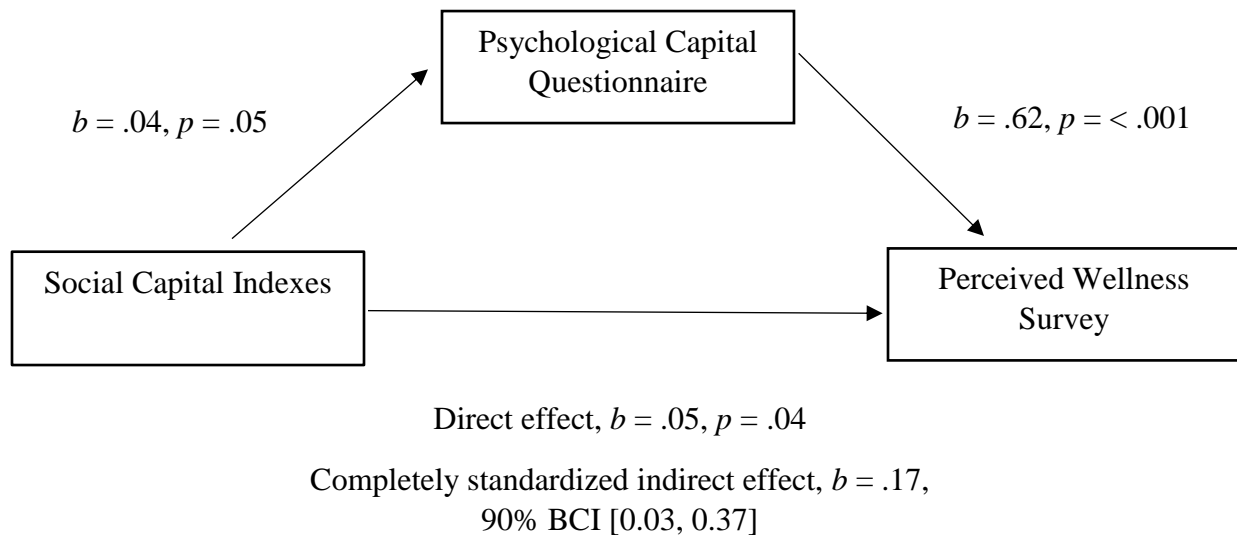 Psychological Capital
Questionnaire
b = .04, p = .05
b = .62, p = < .001
Social Capital Indexes
Perceived Wellness
Survey
Direct effect, b = .05, p = .04
Completely standardized indirect effect, b = .17,
90% BCI [0.03, 0.37]